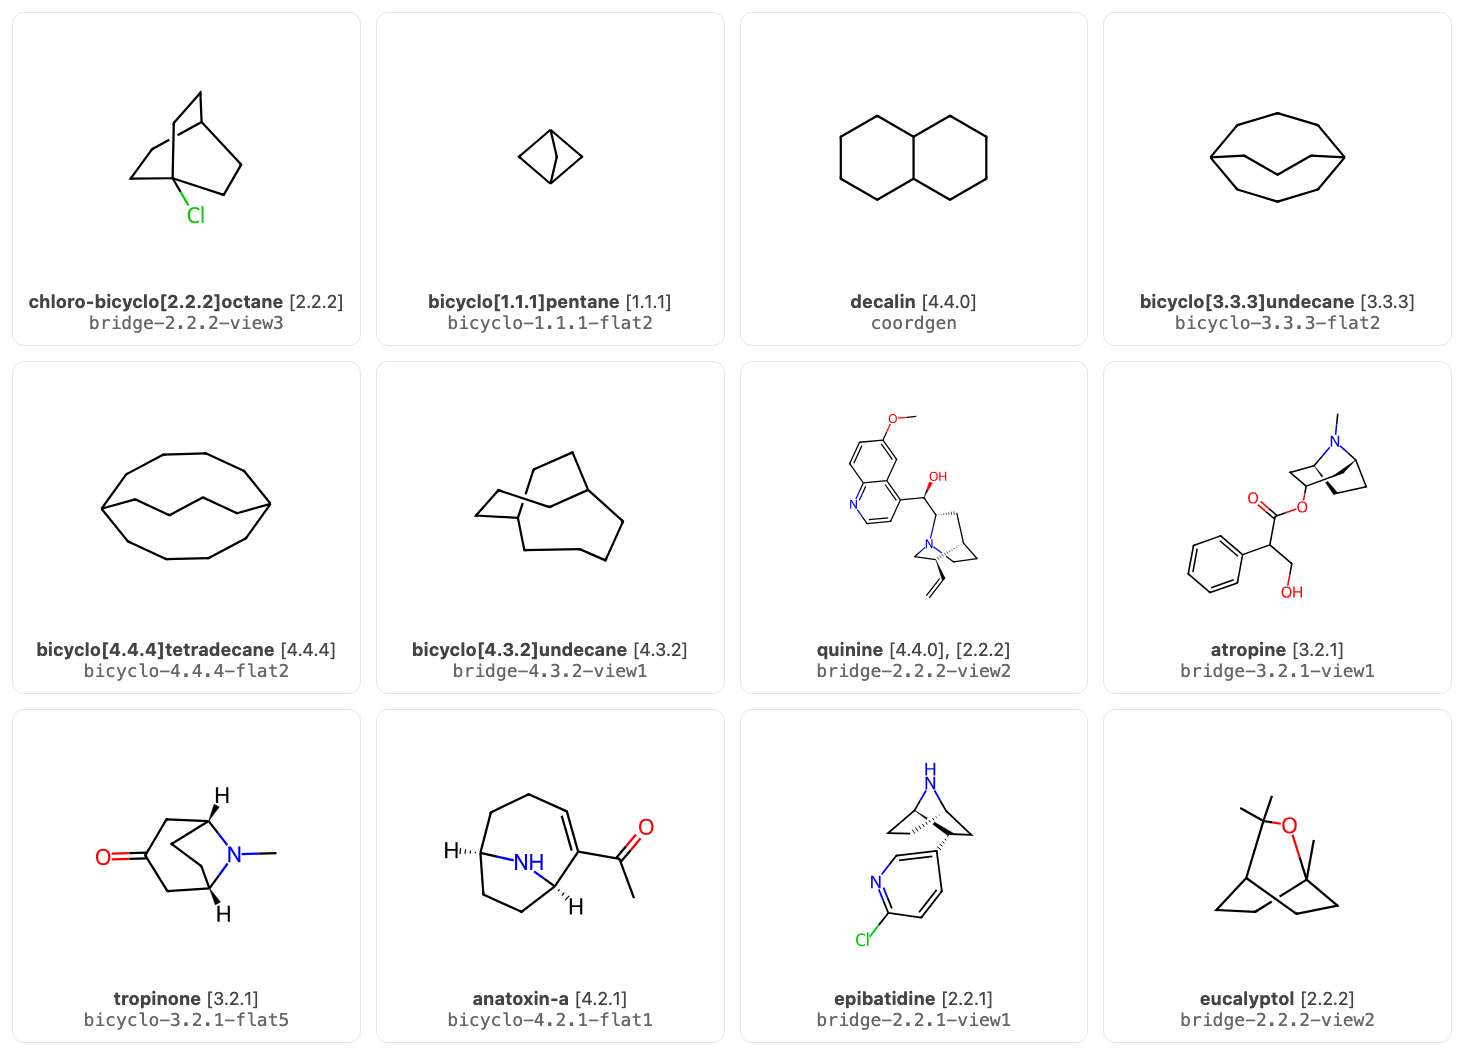 Cl
chloro-bicyclo[2.2.2]octane [2.2.2]
bridge-2.2.2-view3
bicyclo[1.1.1]pentane [1.1.1]
bicyclo-1.1.1-flat2
decalin [4.4.0]
coordgen
bicyclo[3.3.3]undecane [3.3.3]
bicyclo-3.3.3-flat2
bicyclo[4.4.4]tetradecane [4.4.4]
bicyclo-4.4.4-flat2
bicyclo[4.3.2]undecane [4.3.2]
bridge-4.3.2-view1
O
OH
N
N
quinine [4.4.0], [2.2.2]
bridge-2.2.2-view2
N
O
O
OH
atropine [3.2.1]
bridge-3.2.1-view1
H
O
N
H
tropinone [3.2.1]
bicyclo-3.2.1-flat5
O
H
NH
H
anatoxin-a [4.2.1]
bicyclo-4.2.1-flat1
H
N
N
Cl
epibatidine [2.2.1]
bridge-2.2.1-view1
O
eucalyptol [2.2.2]
bridge-2.2.2-view2